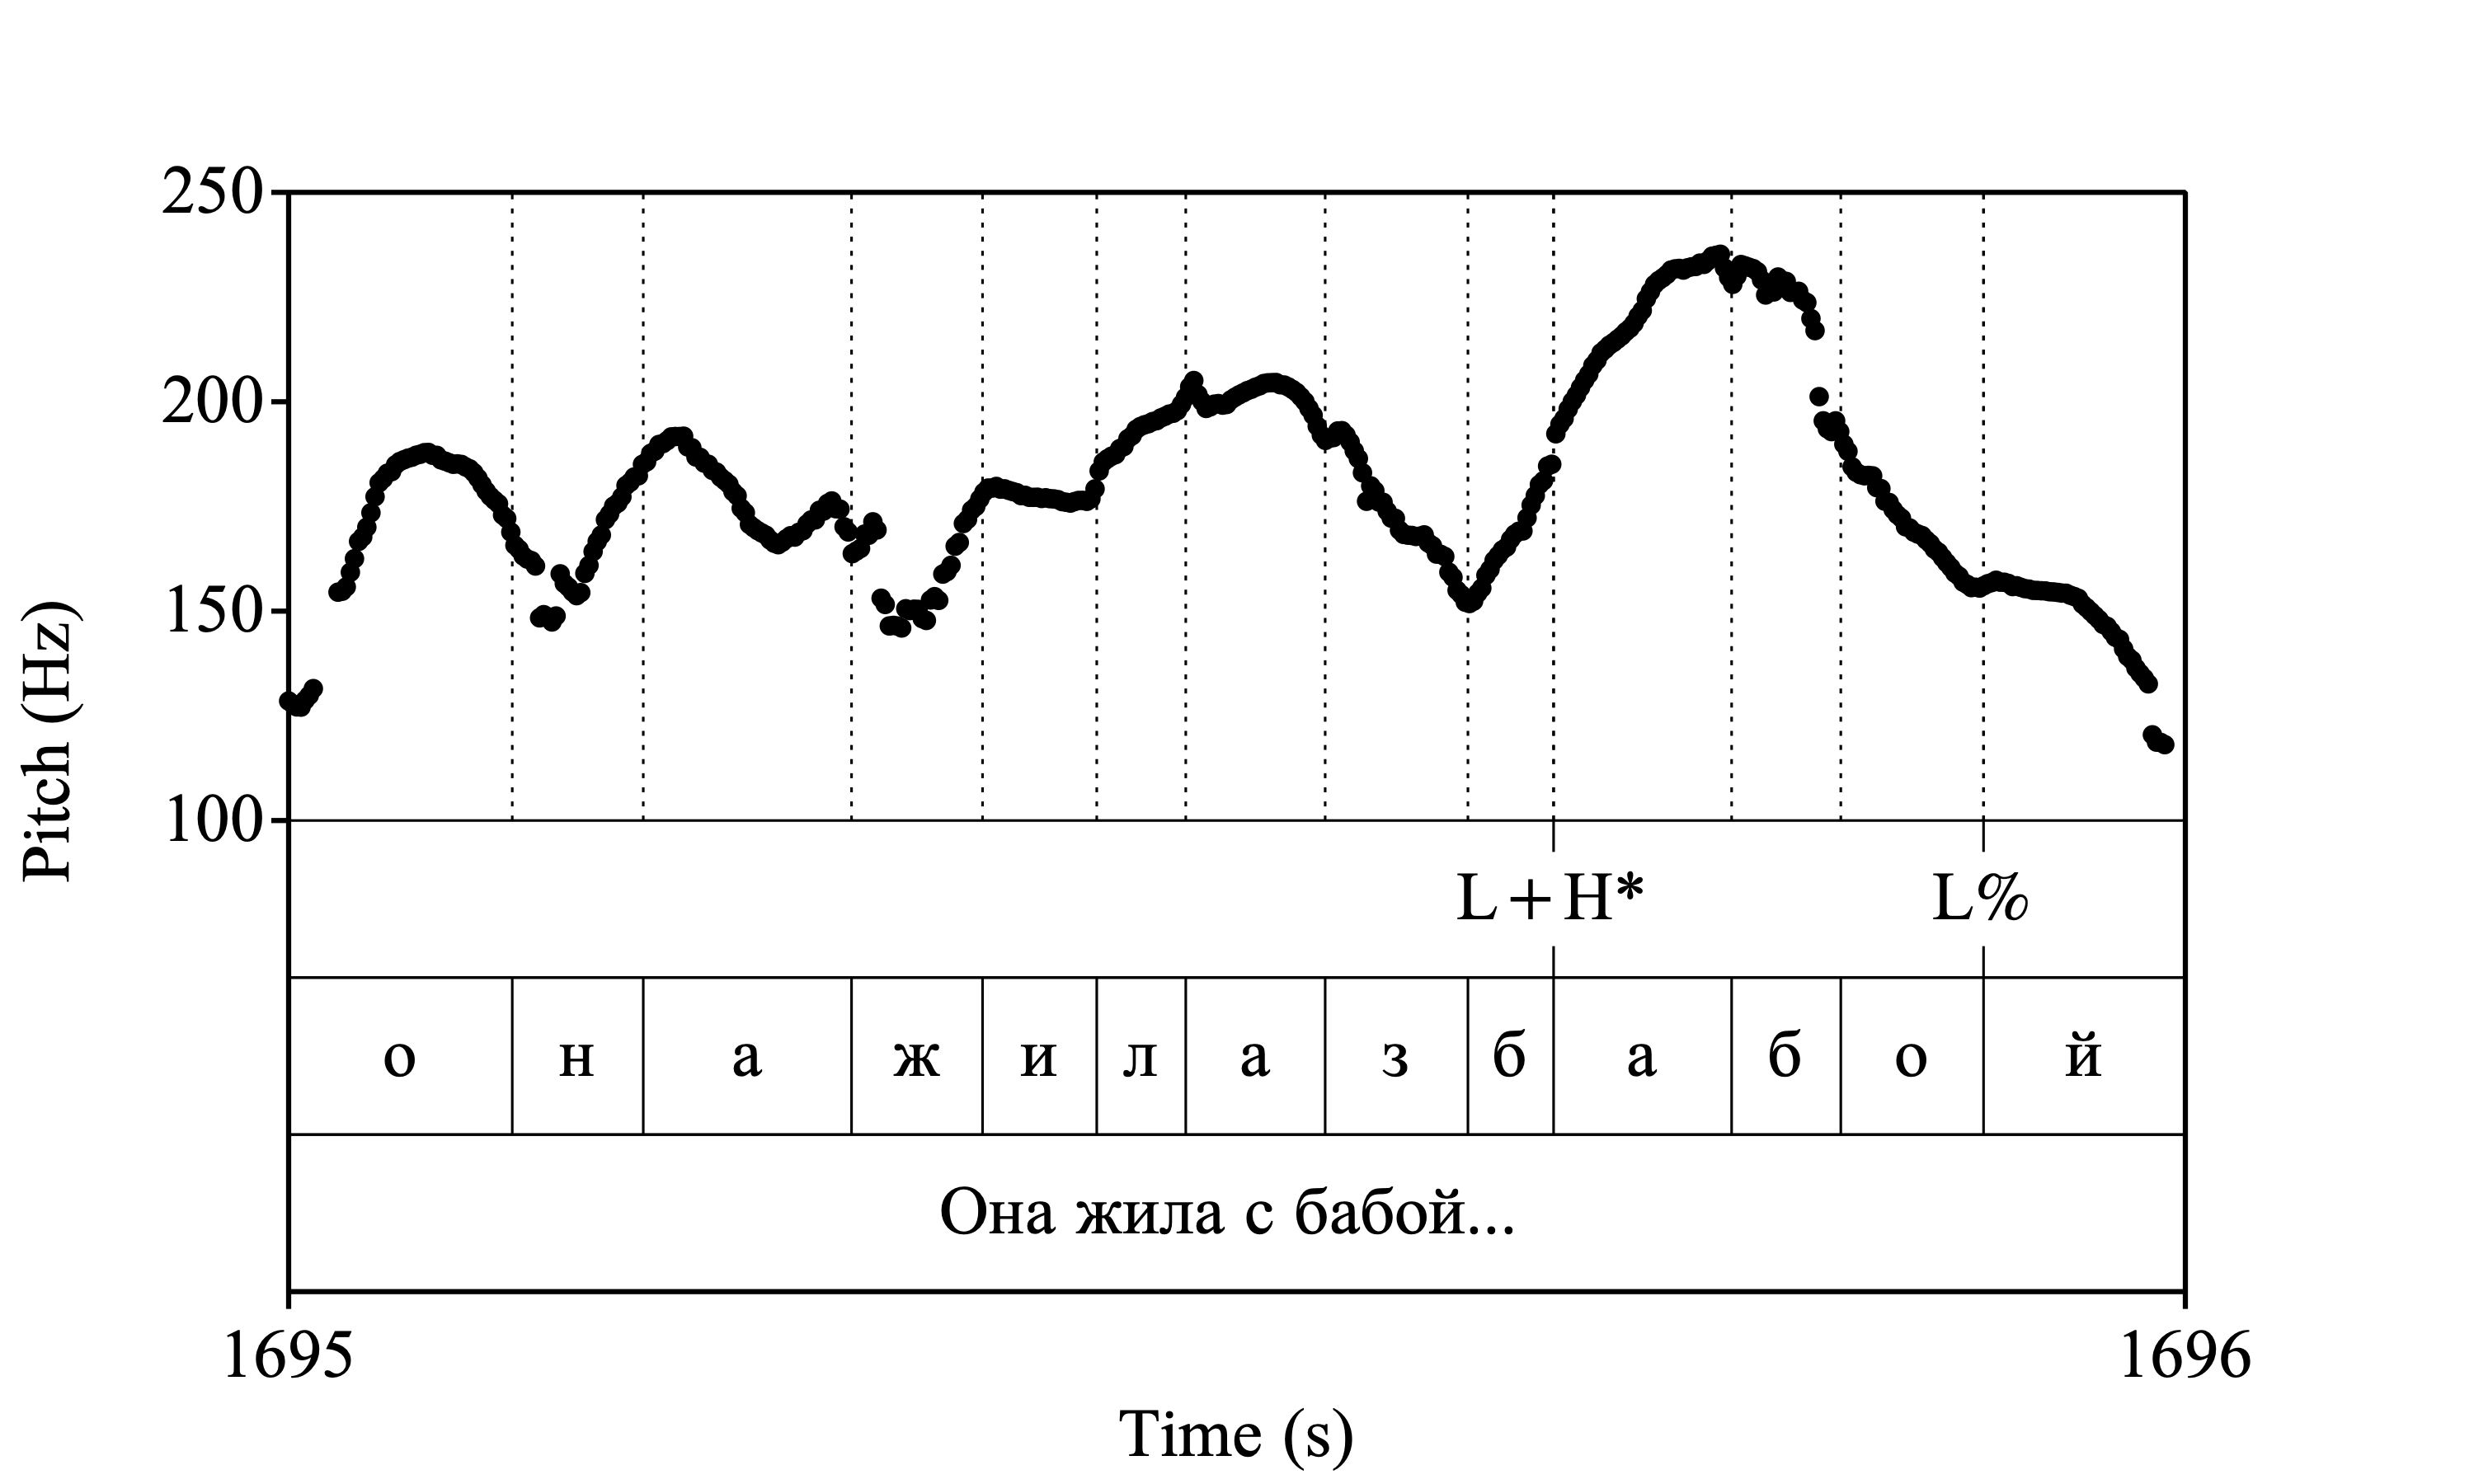 250
200
150
100
Pitch (Hz)
L + H* L%
о н а ж и л а з б а б о й
Она жила с бабой...
1695 1696
Time (s)